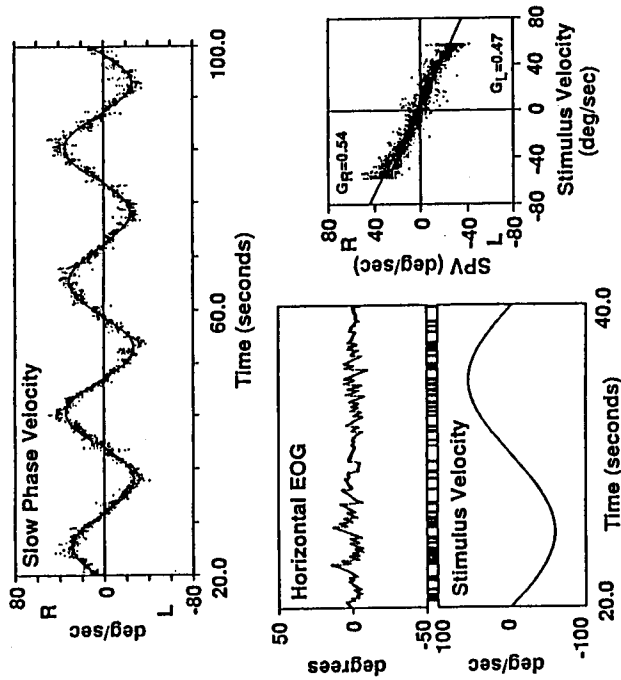 Slow Phase Velocity
80
R
0
L
-80
deg/sec
20.0
60.0
100.0
Time (seconds)
Horizontal EOG
50
0
-50
degrees
Stimulus Velocity
100
0
-100
deg/sec
20.0
40.0
Time (seconds)
GR=0.54
GL=0.47
80
R
40
0
-40
L
-80
SPV (deg/sec)
-80
-40
0
40
80
Stimulus Velocity
(deg/sec)